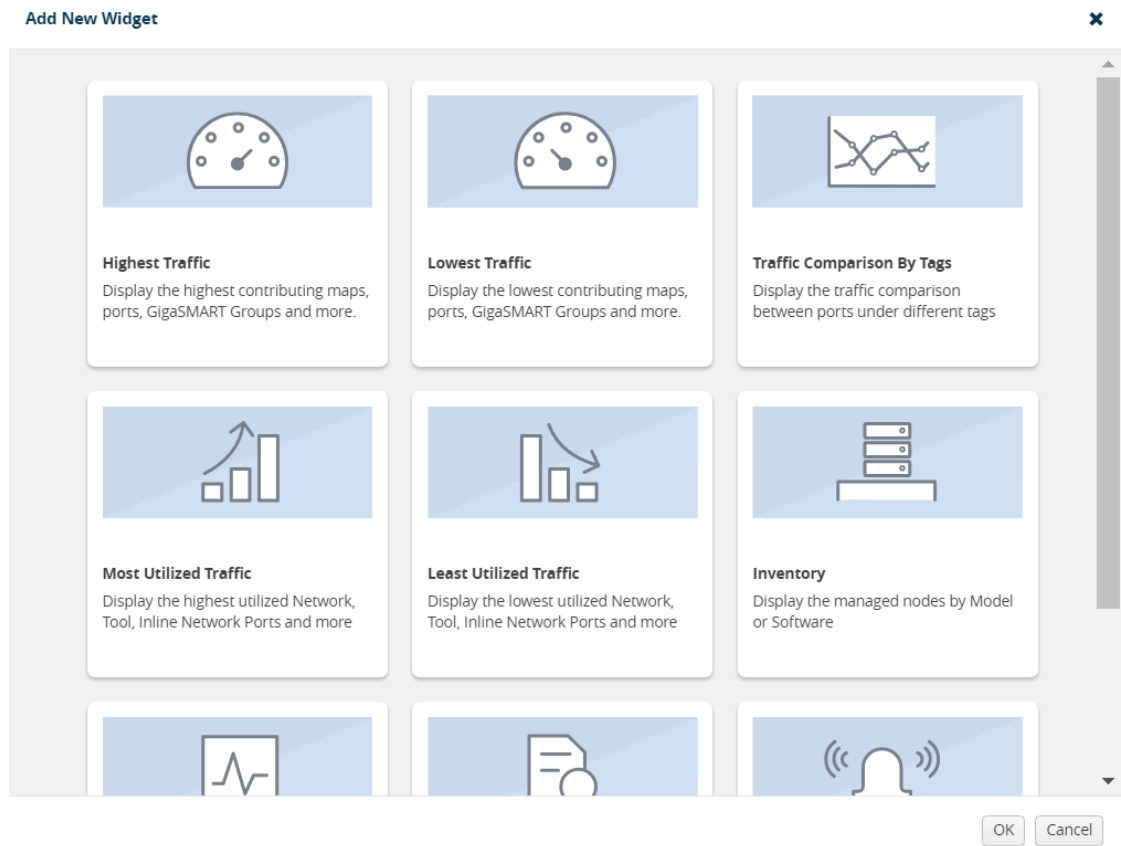 Add New Widget
Highest Traffic
Display the highest contributing maps,
ports, GigaSMART Groups and more.
Lowest Traffic
Display the lowest contributing maps,
ports, GigaSMART Groups and more.
Traffic Comparison By Tags
Display the traffic comparison
between ports under different tags
Most Utilized Traffic
Display the highest utilized Network,
Tool, Inline Network Ports and more
Least Utilized Traffic
Display the lowest utilized Network,
Tool, Inline Network Ports and more
Inventory
Display the managed nodes by Model
or Software
OK
Cancel